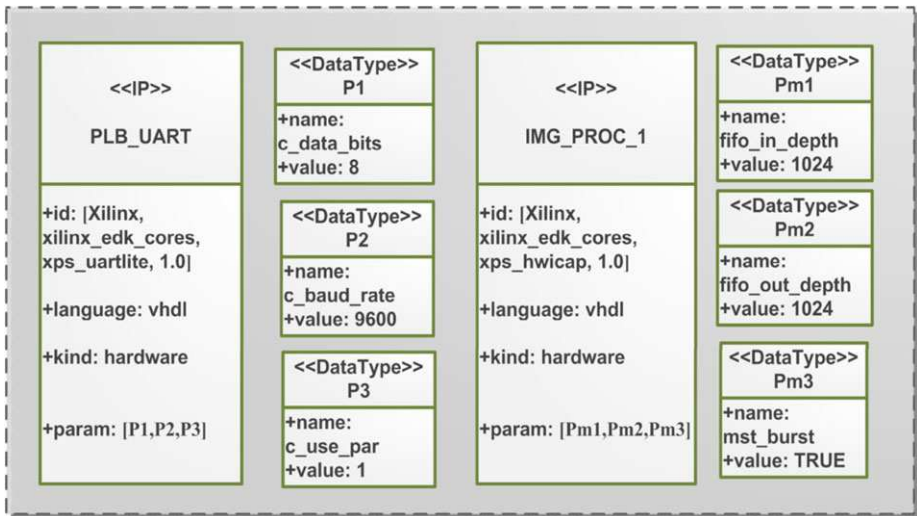 <<IP>>
PLB_UART
+id: [Xilinx,
xilinx_edk_cores,
xps_uartlite, 1.0]
+language: vhdl
+kind: hardware
+param: [P1,P2,P3]
<<DataType>>
P1
+name:
c_data_bits
+value: 8
<<DataType>>
P2
+name:
c_baud_rate
+value: 9600
<<DataType>>
P3
+name:
c_use_par
+value: 1
<<IP>>
IMG_PROC_1
+id: [Xilinx,
xilinx_edk_cores,
xps_hwicap, 1.0]
+language: vhdl
+kind: hardware
+param: [Pm1,Pm2,Pm3]
<<DataType>>
Pm1
+name:
fifo_in_depth
+value: 1024
<<DataType>>
Pm2
+name:
fifo_out_depth
+value: 1024
<<DataType>>
Pm3
+name:
mst_burst
+value: TRUE